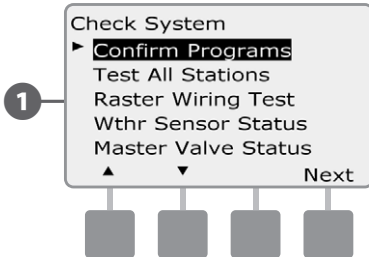 Check System
► Confirm Programs
Test All Stations
Raster Wiring Test
Wthr Sensor Status
Master Valve Status
▲ ▼ Next
1